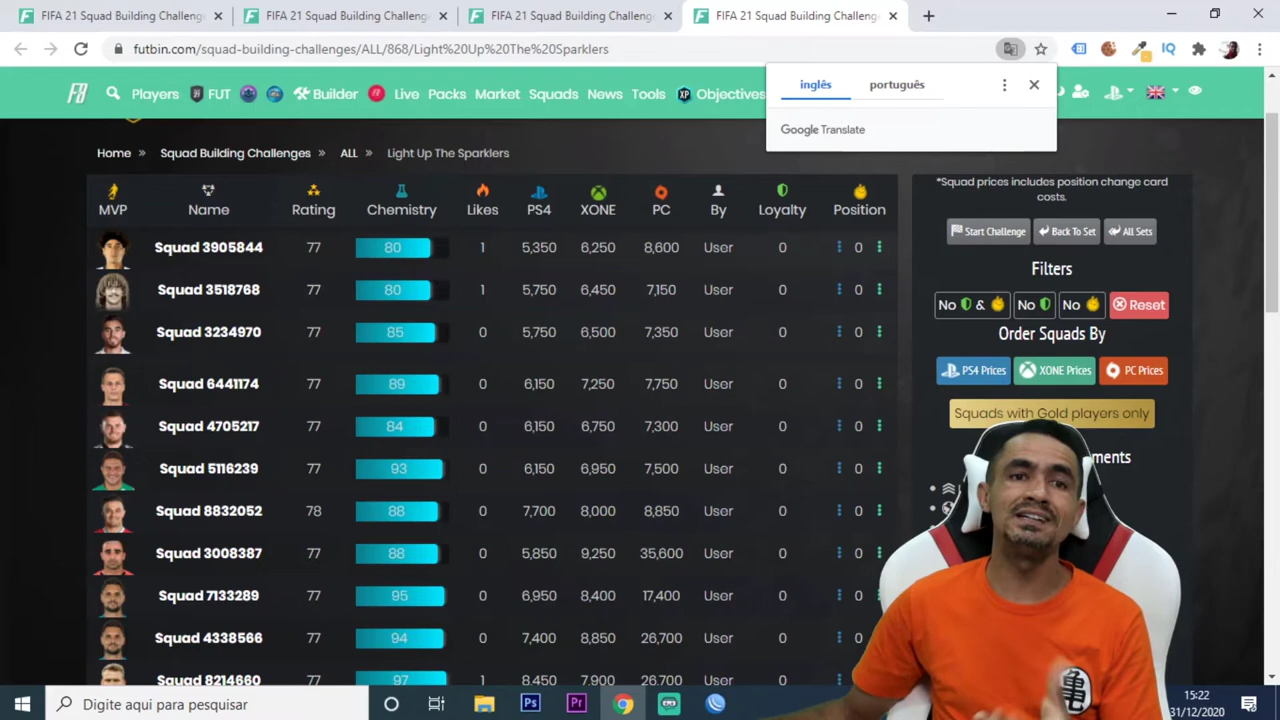 FIFA 21 Squad Building Challeng FIFA 21 Squad Building Challeng FIFA 21 Squad Building Challeng FIFA 21 Squad Building Challeng
futbin.com/squad-building-challenges/ALL/868/Light%20Up%20The%20Sparklers
IQ
inglês português
Google Translate
F8 Players UT Builder Live Packs Market Squads News Tools XP Objectives
Home » Squad Building Challenges » ALL » Light Up The Sparklers
MVP Name Rating Chemistry Likes PS4 XONE PC By Loyalty Position
Squad 3905844 77 80 1 5,350 6,250 8,600 User 0 0
Squad 3518768 77 80 1 5,750 6,450 7,150 User 0 0
Squad 3234970 77 85 0 5,750 6,500 7,350 User 0 0
Squad 6441174 77 89 0 6,150 7,250 7,750 User 0 0
Squad 4705217 77 84 0 6,150 6,750 7,300 User 0 0
Squad 5116239 77 93 0 6,150 6,950 7,500 User 0 0
Squad 8832052 78 88 0 7,700 8,000 8,850 User 0 0
Squad 3008387 77 88 0 5,850 9,250 35,600 User 0 0
Squad 7133289 77 95 0 6,950 8,400 17,400 User 0 0
Squad 4338566 77 94 0 7,400 8,850 26,700 User 0 0
Squad 8214660 77 97 1 8,450 7,900 26,700 User 0 0
*Squad prices includes position change card
costs.
Start Challenge Back To Set All Sets
Filters
No & No No Reset
Order Squads By
PS4 Prices XONE Prices PC Prices
Squads with Gold players only
ments
亀
Digite aqui para pesquisar
Ps Pr
15:22
31/12/2020